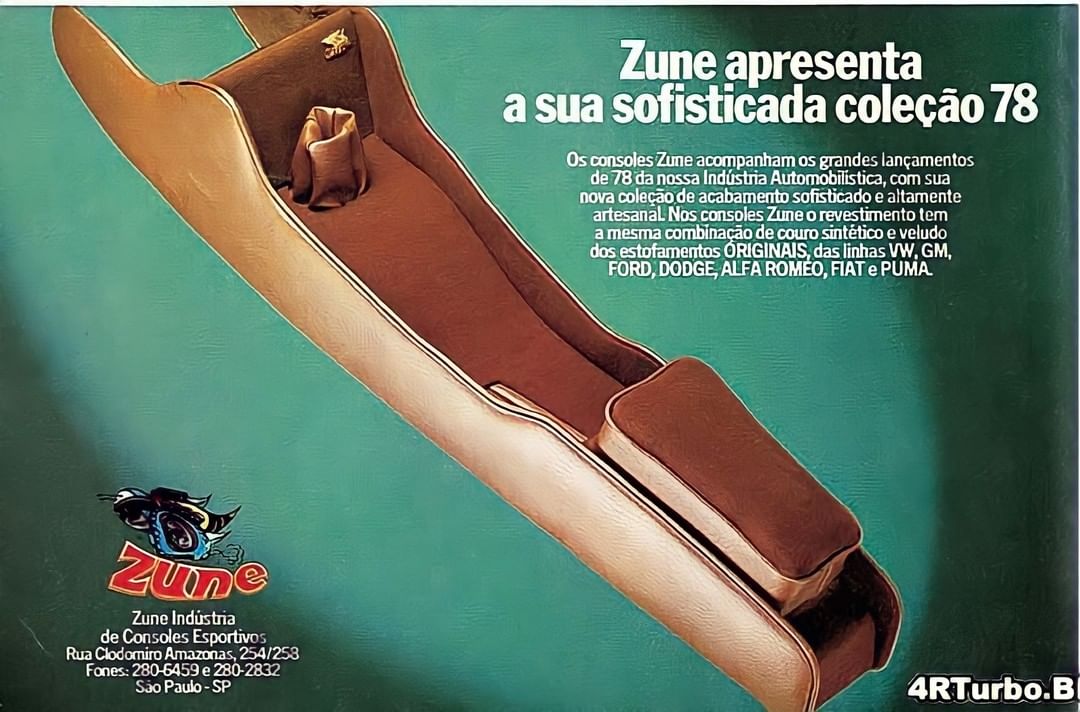 Zune apresenta
a sua sofisticada coleção 78
Os consoles Zune acompanham os grandes lançamentos
de 78 da nossa Indústria Automobilística, com sua
nova coleção de acabamento sofisticado e altamente
artesanal. Nos consoles Zune o revestimento tem
a mesma combinação de couro sintético e veludo
dos estofamentos ORIGINAIS, das linhas VW, GM,
FORD, DODGE, ALFA ROMEO, FIAT e PUMA.
Zune
Zune Indústria
de Consoles Esportivos
Rua Clodomiro Amazonas, 254/258
Fones: 280-6459 e 280-2832
São Paulo - SP
4RTurbo.B